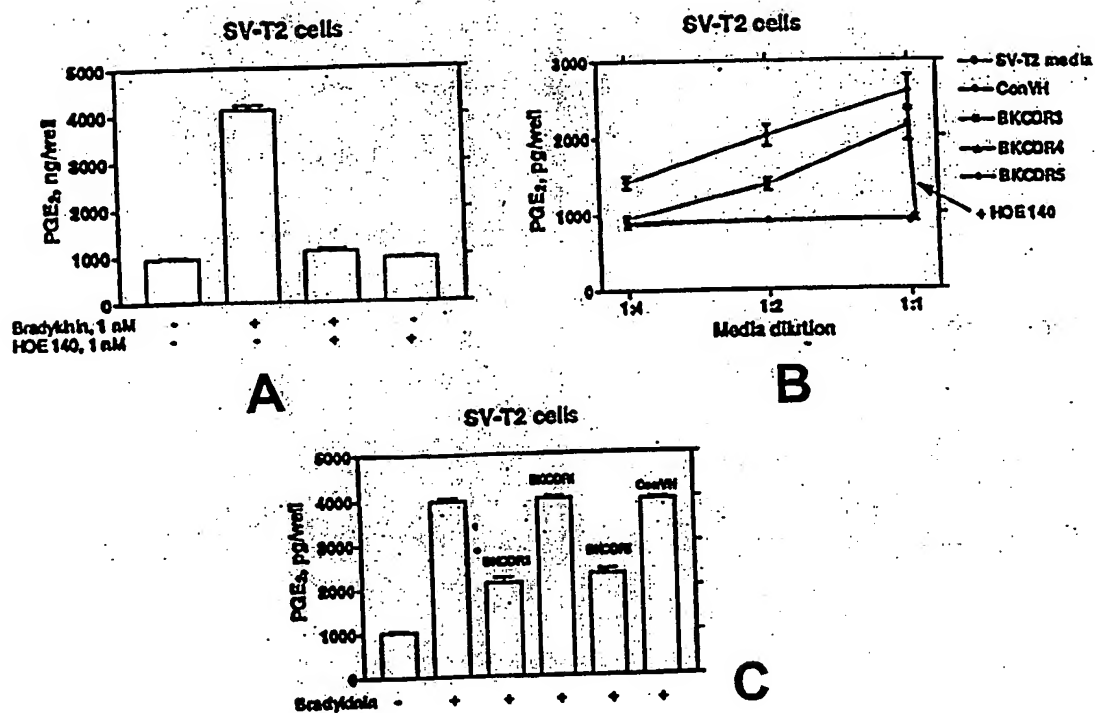 SV-T2 cells
5000
4000
3000
2000
1000
0
PGE2, ng/well
Bradykinin, 1 nM - + + -
HOE 140, 1 nM - - + +
A
SV-T2 cells
3000
2000
1000
0
PGE2, pg/well
1:4 1:2 1:1
Media dilution
SV-T2 media
ConVH
BKCDR3
BKCDR4
BKCDR5
+ HOE 140
B
SV-T2 cells
5000
4000
3000
2000
1000
0
PGE2, pg/well
BKCDR3
BKCDR4
ConVH
Bradykinin - + + + + +
C